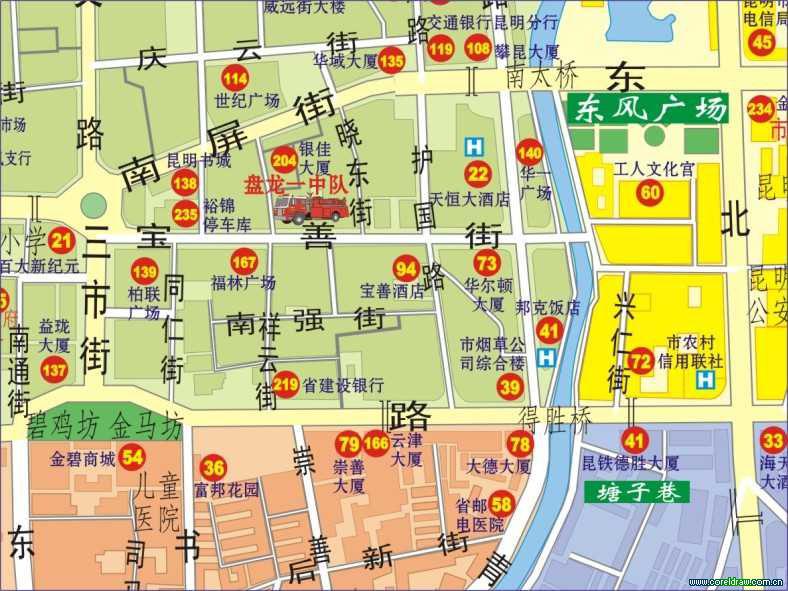 威远街大楼
路
交通银行
昆明分行
昆明市
电信局
45
庆
云
街
华域大厦
135
119
108
攀昆大厦
114
世纪广场
南太桥
东
街
市场
支行
路
南
屏
街
东风广场
234
昆明书城
138
204
银佳
大厦
晓
东
街
护
国
路
H
22
天恒大酒店
140
华一
广场
工人文化宫
60
盘龙一中队
235
裕锦
停车库
小学
21
百大新纪元
三
市
街
宝
善
街
北
139
柏联
广场
同
仁
街
167
福林广场
94
宝善酒店
73
华尔顿
大厦
昆明
公安
邦克饭店
41
H
兴
仁
街
益珑
大厦
137
南
通
街
南
强
街
祥
云
街
市烟草公
司综合楼
39
市农村
信用联社
72
H
219
省建设银行
碧鸡坊
金马坊
路
得胜桥
金碧商城
54
36
富邦花园
崇
善
79
崇善
大厦
166
云津
大厦
78
大德大厦
41
昆铁德胜大厦
33
海天
大酒
儿童
医院
省邮
电医院
58
塘子巷
东
司
马
书
后
新
街
青
www.coreldraw.com.cn